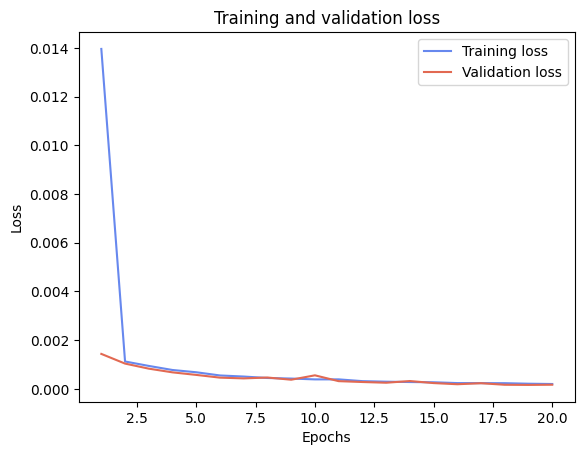 Training and validation loss
Training loss
Validation loss
0.014
0.012
0.010
0.008
0.006
0.004
0.002
0.000
Loss
2.5 5.0 7.5 10.0 12.5 15.0 17.5 20.0
Epochs